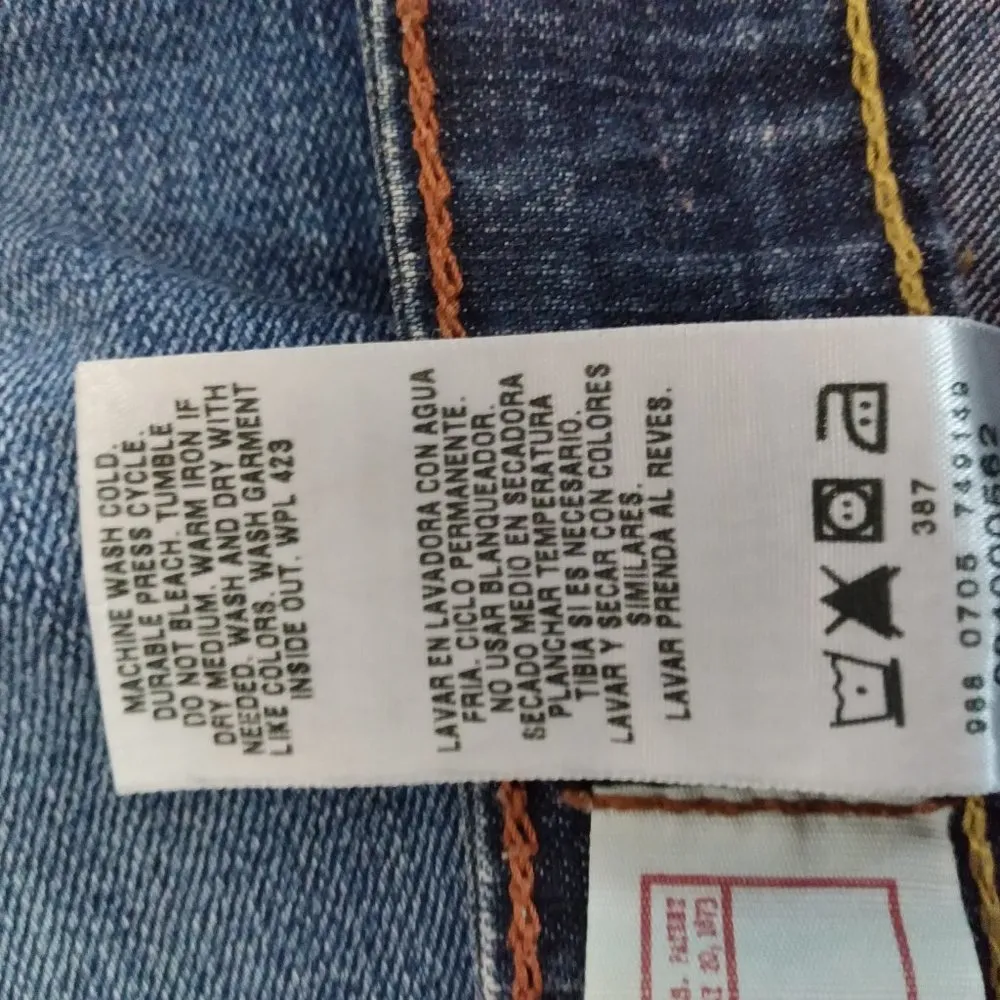 MACHINE WASH COLD.
DURABLE PRESS CYCLE.
DO NOT BLEACH. TUMBLE
DRY MEDIUM. WARM IRON IF
NEEDED. WASH AND DRY WITH
LIKE COLORS. WASH GARMENT
INSIDE OUT. WPL 423
LAVAR EN LAVADORA CON AGUA
FRIA. CICLO PERMANENTE.
NO USAR BLANQUEADOR.
SECADO MEDIO EN SECADORA
PLANCHAR TEMPERATURA
TIBIA SI ES NECESARIO.
LAVAR Y SECAR CON COLORES
SIMILARES.
LAVAR PRENDA AL REVES.
387
988 0705 7491149
20, 1873